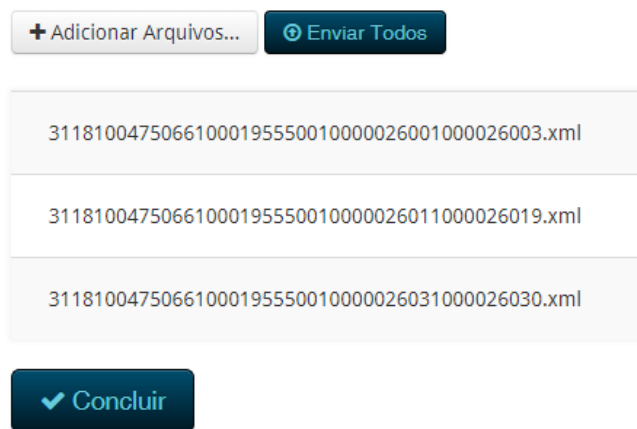 Adicionar Arquivos... Enviar Todos
31181004750661000195550010000026001000026003.xml
31181004750661000195550010000026011000026019.xml
31181004750661000195550010000026031000026030.xml
Concluir